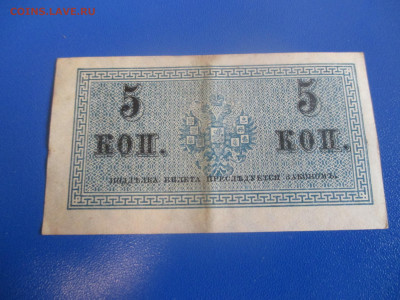 COINS.LAVE.RU
5 5
КОП. КОП.
ПОДДѢЛКА БИЛЕТА ПРЕСЛѢДУЕТСЯ ЗАКОНОМЪ.